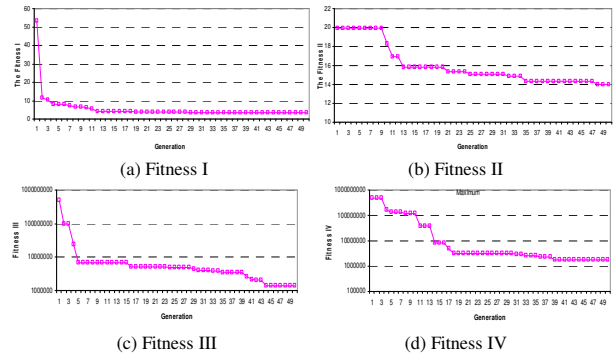 60
50
40
30
20
10
0
The Fitness I
1 3 5 7 9 11 13 15 17 19 21 23 25 27 29 31 33 35 37 39 41 43 45 47 49
Generation
(a) Fitness I
22
20
18
16
14
12
10
The Fitness II
1 3 5 7 9 11 13 15 17 19 21 23 25 27 29 31 33 35 37 39 41 43 45 47 49
Generation
(b) Fitness II
1000000000
100000000
10000000
1000000
Fitness III
1 3 5 7 9 11 13 15 17 19 21 23 25 27 29 31 33 35 37 39 41 43 45 47 49
Generation
(c) Fitness III
Maximum
1000000000
100000000
10000000
1000000
100000
Fitness IV
1 3 5 7 9 11 13 15 17 19 21 23 25 27 29 31 33 35 37 39 41 43 45 47 49
Generation
(d) Fitness IV